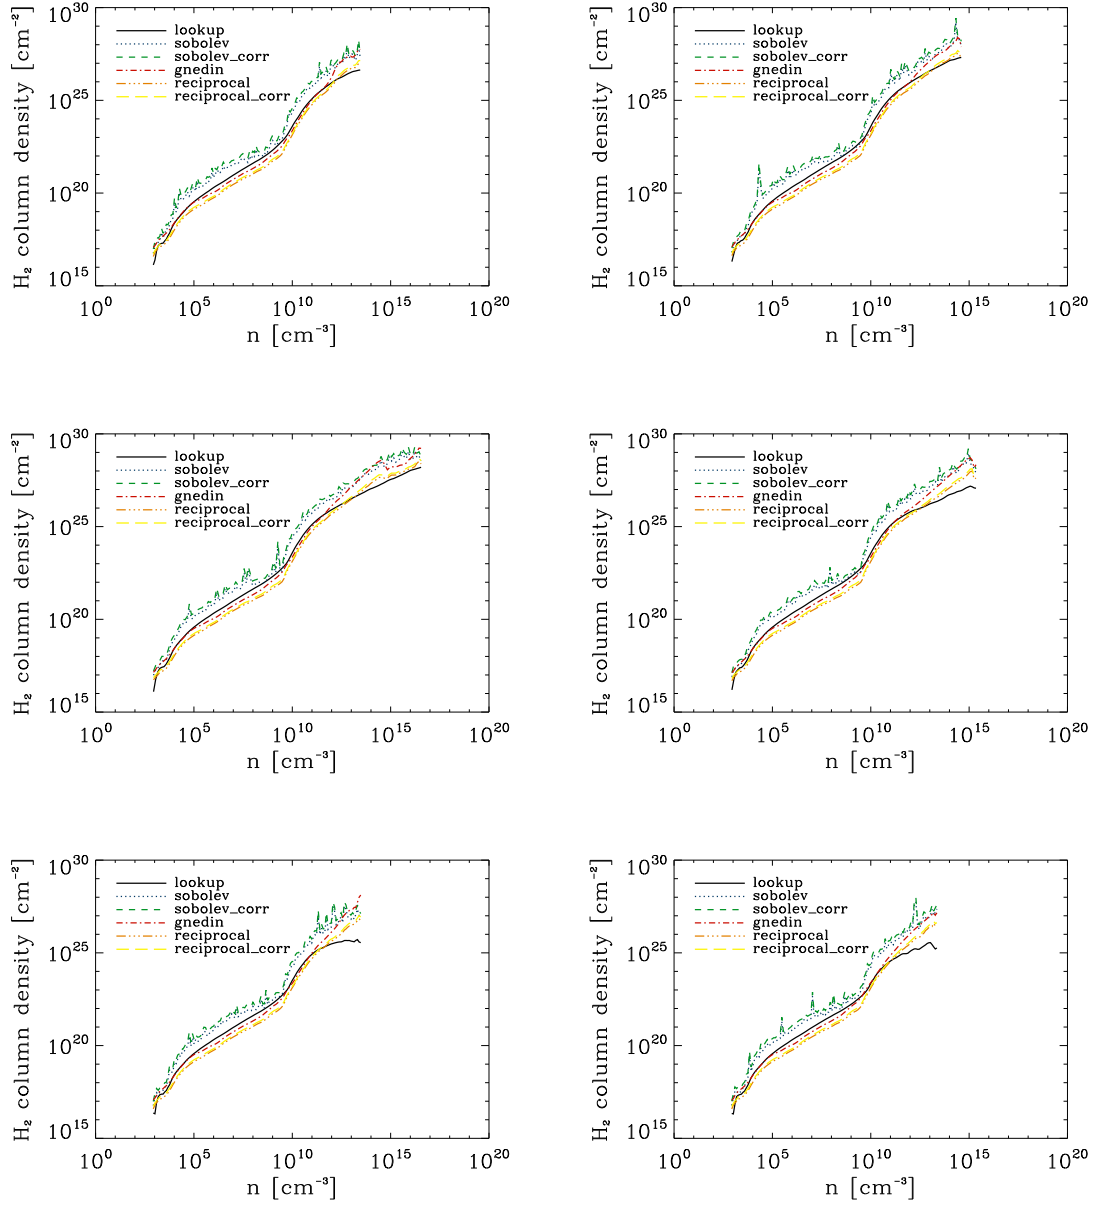 H₂ column density [cm⁻²]
10³⁰
10²⁵
10²⁰
10¹⁵
lookup
sobolev
sobolev_corr
gnedin
reciprocal
reciprocal_corr
10⁰ 10⁵ 10¹⁰ 10¹⁵ 10²⁰
n [cm⁻³]
H₂ column density [cm⁻²]
10³⁰
10²⁵
10²⁰
10¹⁵
lookup
sobolev
sobolev_corr
gnedin
reciprocal
reciprocal_corr
10⁰ 10⁵ 10¹⁰ 10¹⁵ 10²⁰
n [cm⁻³]
H₂ column density [cm⁻²]
10³⁰
10²⁵
10²⁰
10¹⁵
lookup
sobolev
sobolev_corr
gnedin
reciprocal
reciprocal_corr
10⁰ 10⁵ 10¹⁰ 10¹⁵ 10²⁰
n [cm⁻³]
H₂ column density [cm⁻²]
10³⁰
10²⁵
10²⁰
10¹⁵
lookup
sobolev
sobolev_corr
gnedin
reciprocal
reciprocal_corr
10⁰ 10⁵ 10¹⁰ 10¹⁵ 10²⁰
n [cm⁻³]
H₂ column density [cm⁻²]
10³⁰
10²⁵
10²⁰
10¹⁵
lookup
sobolev
sobolev_corr
gnedin
reciprocal
reciprocal_corr
10⁰ 10⁵ 10¹⁰ 10¹⁵ 10²⁰
n [cm⁻³]
H₂ column density [cm⁻²]
10³⁰
10²⁵
10²⁰
10¹⁵
lookup
sobolev
sobolev_corr
gnedin
reciprocal
reciprocal_corr
10⁰ 10⁵ 10¹⁰ 10¹⁵ 10²⁰
n [cm⁻³]